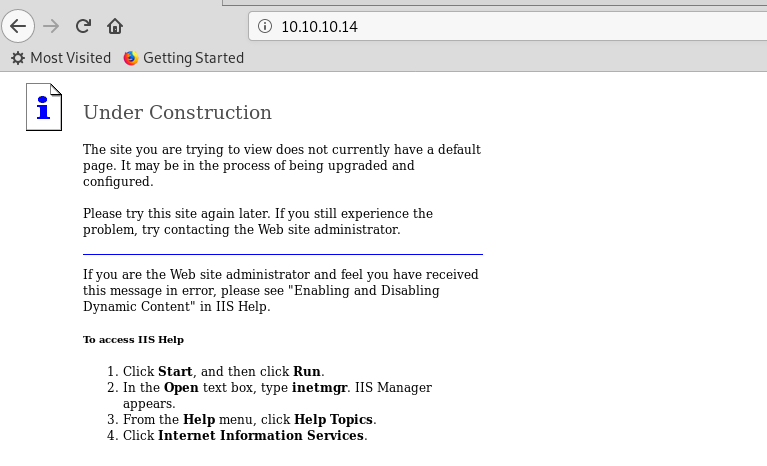 10.10.10.14
Most Visited Getting Started
Under Construction
The site you are trying to view does not currently have a default
page. It may be in the process of being upgraded and
configured.
Please try this site again later. If you still experience the
problem, try contacting the Web site administrator.
If you are the Web site administrator and feel you have received
this message in error, please see "Enabling and Disabling
Dynamic Content" in IIS Help.
To access IIS Help
1. Click Start, and then click Run.
2. In the Open text box, type inetmgr. IIS Manager
appears.
3. From the Help menu, click Help Topics.
4. Click Internet Information Services.